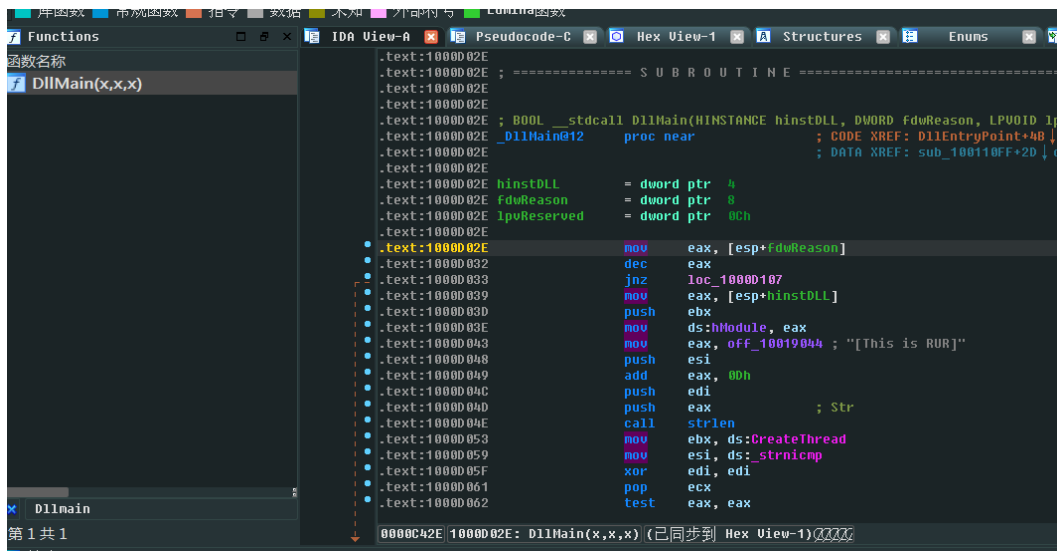 库函数 常规函数 指令 数据 未知 外部符号 Lumina函数
Functions
IDA View-A Pseudocode-C Hex View-1 Structures Enums
函数名称
DllMain(x,x,x)
.text:1000D02E
.text:1000D02E ; =============== S U B R O U T I N E ===================================
.text:1000D02E
.text:1000D02E
.text:1000D02E ; BOOL __stdcall DllMain(HINSTANCE hinstDLL, DWORD fdwReason, LPVOID lp
.text:1000D02E _DllMain@12 proc near ; CODE XREF: DllEntryPoint+4B↓
.text:1000D02E ; DATA XREF: sub_100110FF+2D↓
.text:1000D02E
.text:1000D02E hinstDLL = dword ptr 4
.text:1000D02E fdwReason = dword ptr 8
.text:1000D02E lpvReserved = dword ptr 0Ch
.text:1000D02E
.text:1000D02E mov eax, [esp+fdwReason]
.text:1000D032 dec eax
.text:1000D033 jnz loc_1000D107
.text:1000D039 mov eax, [esp+hinstDLL]
.text:1000D03D push ebx
.text:1000D03E mov ds:hModule, eax
.text:1000D043 mov eax, off_10019044 ; "[This is RUR]"
.text:1000D048 push esi
.text:1000D049 add eax, 0Dh
.text:1000D04C push edi
.text:1000D04D push eax ; Str
.text:1000D04E call strlen
.text:1000D053 mov ebx, ds:CreateThread
.text:1000D059 mov esi, ds:_strnicmp
.text:1000D05F xor edi, edi
.text:1000D061 pop ecx
.text:1000D062 test eax, eax
Dllmain
第 1 共 1
0000C42E 1000D02E: DllMain(x,x,x) (已同步到 Hex View-1)